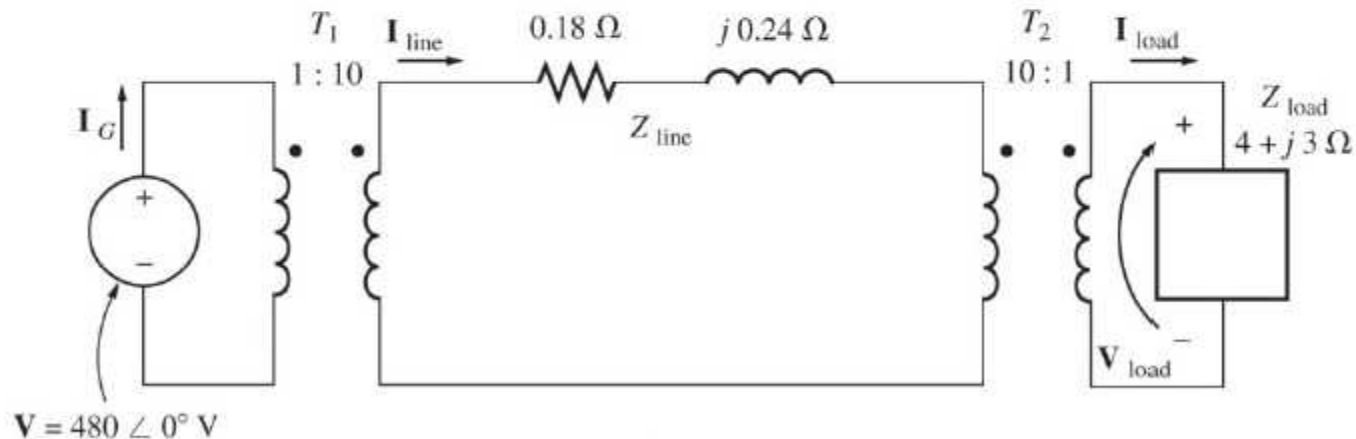 T₁
1 : 10
I line
0.18 Ω
j 0.24 Ω
T₂
10 : 1
I load
I G
Z line
Z load
4 + j 3 Ω
+
−
+
−
V load
V = 480 ∠ 0° V